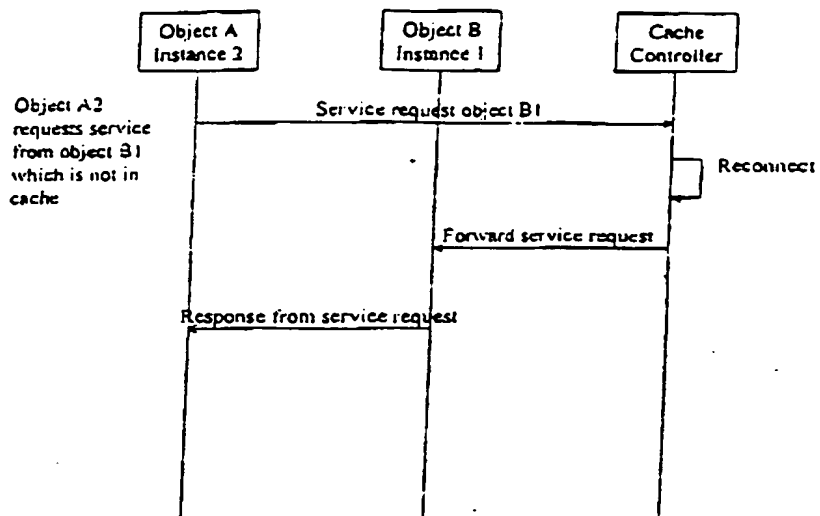 Object A
Instance 2
Object B
Instance 1
Cache
Controller
Object A2
requests service
from object B1
which is not in
cache
Service request object B1
Reconnect
Forward service request
Response from service request